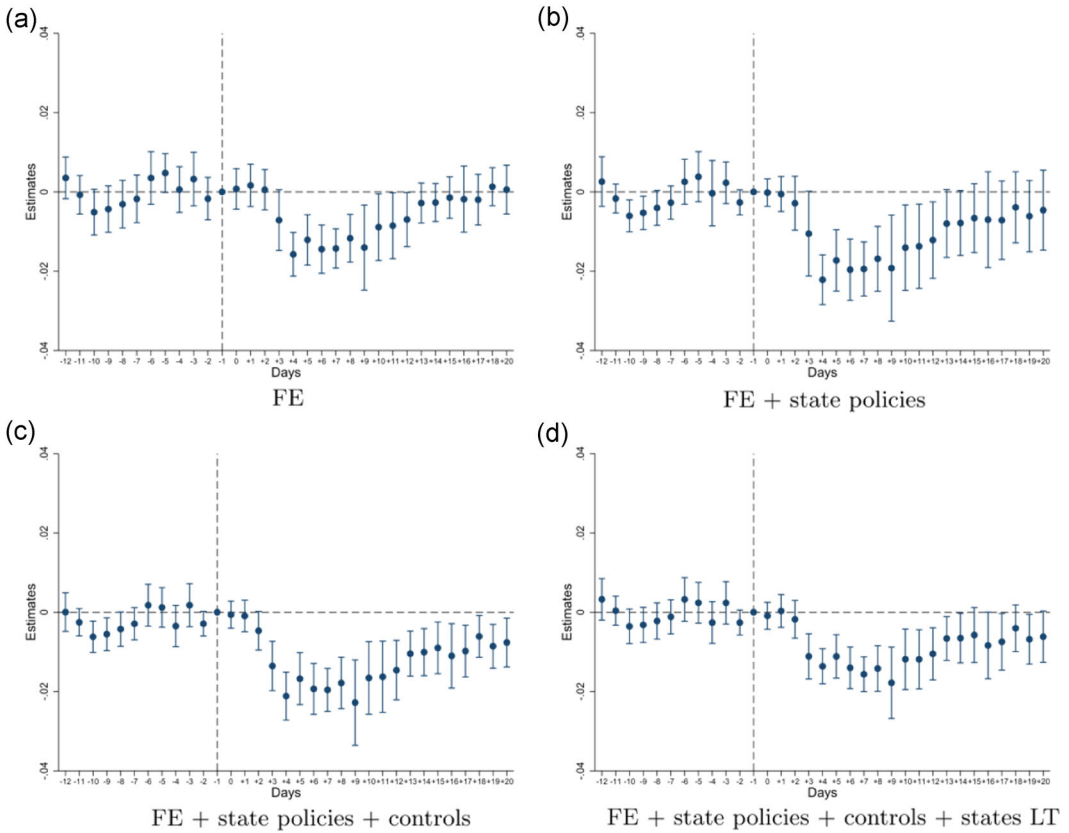 (a)
.04
.02
0
-.02
-.04
Estimates
-12 -11 -10 -9 -8 -7 -6 -5 -4 -3 -2 -1 0 +1 +2 +3 +4 +5 +6 +7 +8 +9 +10 +11 +12 +13 +14 +15 +16 +17 +18 +19 +20
Days
FE
(b)
.04
.02
0
-.02
-.04
Estimates
-12 -11 -10 -9 -8 -7 -6 -5 -4 -3 -2 -1 0 +1 +2 +3 +4 +5 +6 +7 +8 +9 +10 +11 +12 +13 +14 +15 +16 +17 +18 +19 +20
Days
FE + state policies
(c)
.04
.02
0
-.02
-.04
Estimates
-12 -11 -10 -9 -8 -7 -6 -5 -4 -3 -2 -1 0 +1 +2 +3 +4 +5 +6 +7 +8 +9 +10 +11 +12 +13 +14 +15 +16 +17 +18 +19 +20
Days
FE + state policies + controls
(d)
.04
.02
0
-.02
-.04
Estimates
-12 -11 -10 -9 -8 -7 -6 -5 -4 -3 -2 -1 0 +1 +2 +3 +4 +5 +6 +7 +8 +9 +10 +11 +12 +13 +14 +15 +16 +17 +18 +19 +20
Days
FE + state policies + controls + states LT